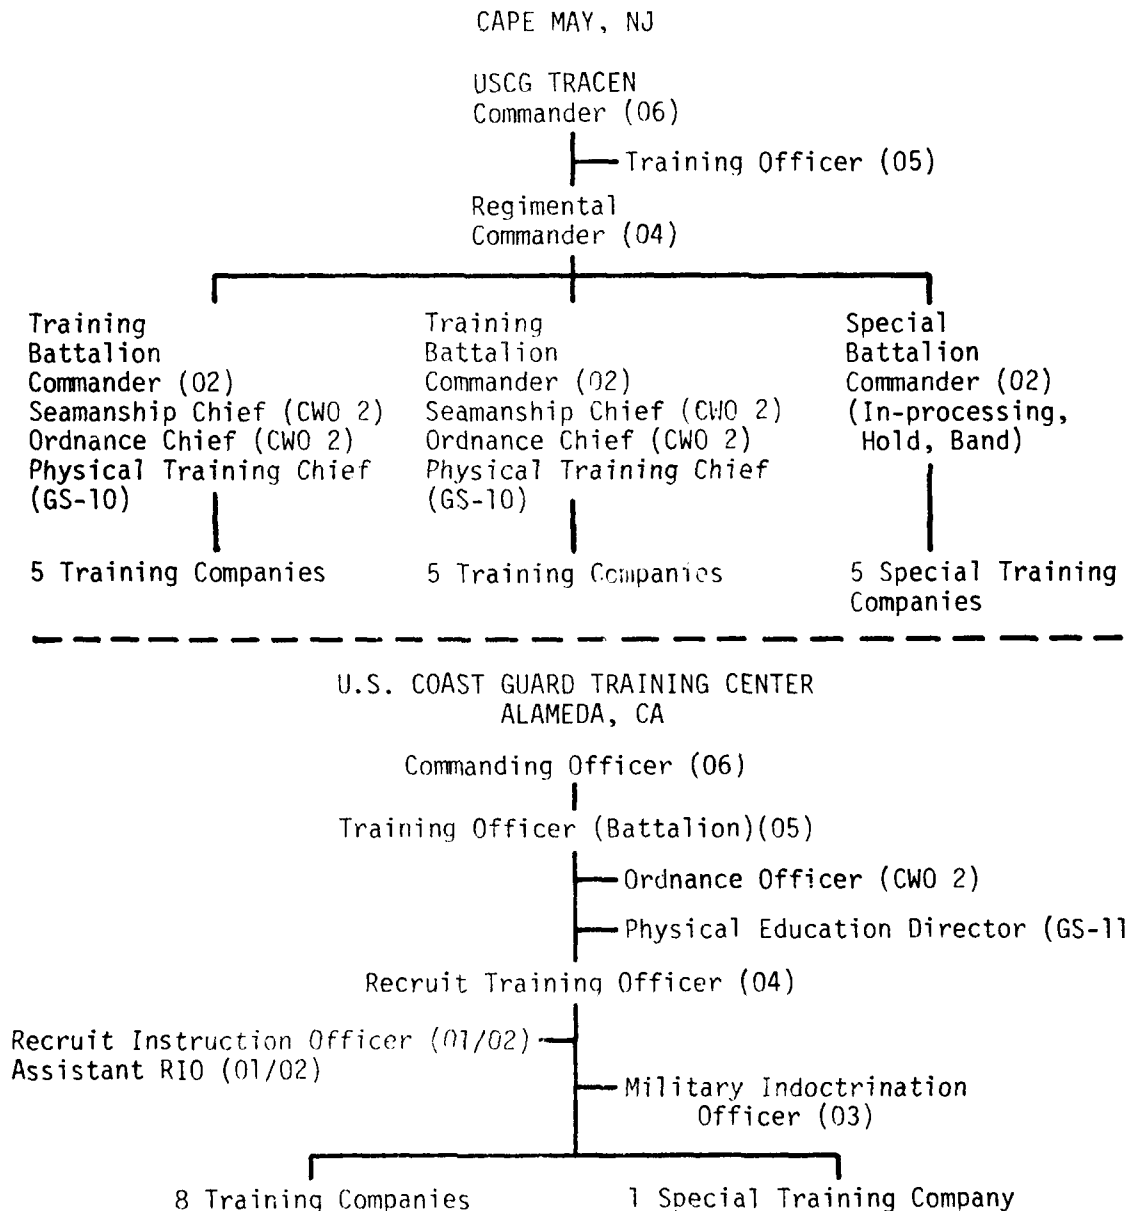 CAPE MAY, NJ
USCG TRACEN
Commander (06)
Training Officer (05)
Regimental
Commander (04)
Training
Battalion
Commander (02)
Seamanship Chief (CWO 2)
Ordnance Chief (CWO 2)
Physical Training Chief
(GS-10)
5 Training Companies
Training
Battalion
Commander (02)
Seamanship Chief (CWO 2)
Ordnance Chief (CWO 2)
Physical Training Chief
(GS-10)
5 Training Companies
Special
Battalion
Commander (02)
(In-processing,
Hold, Band)
5 Special Training
Companies
U.S. COAST GUARD TRAINING CENTER
ALAMEDA, CA
Commanding Officer (06)
Training Officer (Battalion)(05)
Ordnance Officer (CWO 2)
Physical Education Director (GS-11
Recruit Training Officer (04)
Recruit Instruction Officer (01/02)
Assistant RIO (01/02)
Military Indoctrination
Officer (03)
8 Training Companies
1 Special Training Company